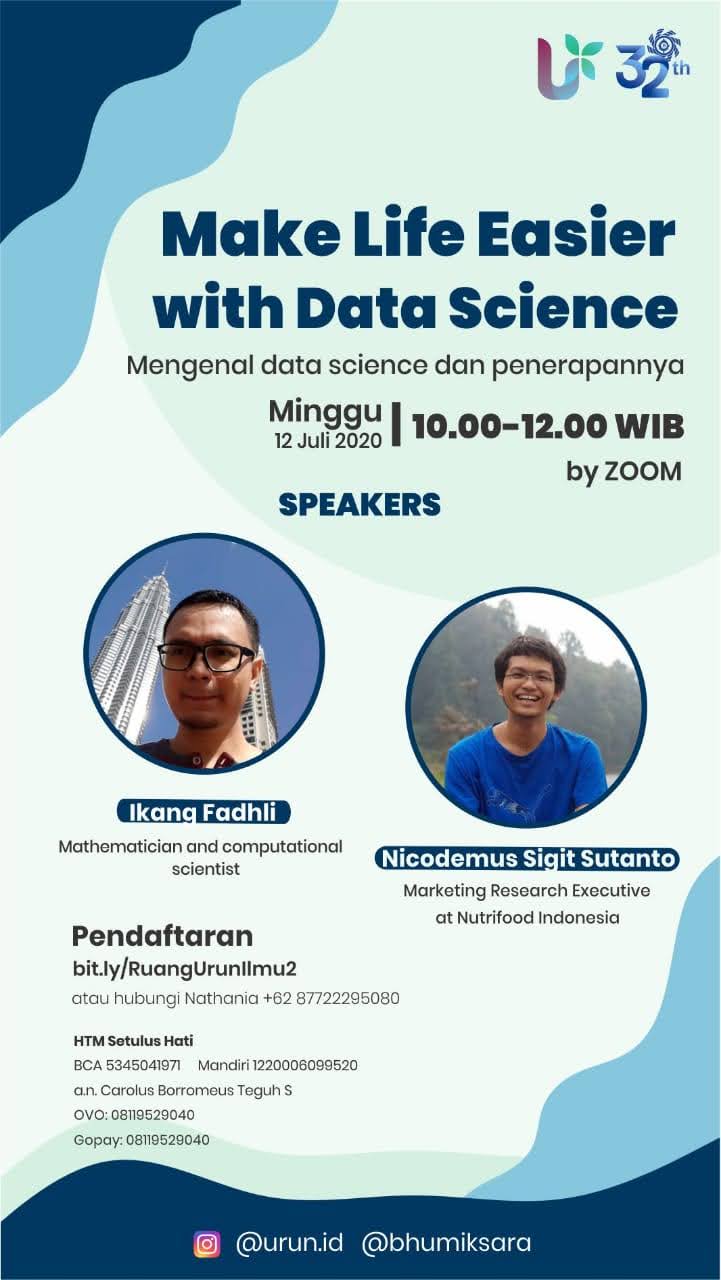 32th
Make Life Easier
with Data Science
Mengenal data science dan penerapannya
Minggu
12 Juli 2020
10.00-12.00 WIB
by ZOOM
SPEAKERS
Ikang Fadhli
Mathematician and computational
scientist
Nicodemus Sigit Sutanto
Marketing Research Executive
at Nutrifood Indonesia
Pendaftaran
bit.ly/RuangUrunIlmu2
atau hubungi Nathania +62 87722295080
HTM Setulus Hati
BCA 5345041971 Mandiri 1220006099520
a.n. Carolus Borromeus Teguh S
OVO: 08119529040
Gopay: 08119529040
@urun.id @bhumiksara